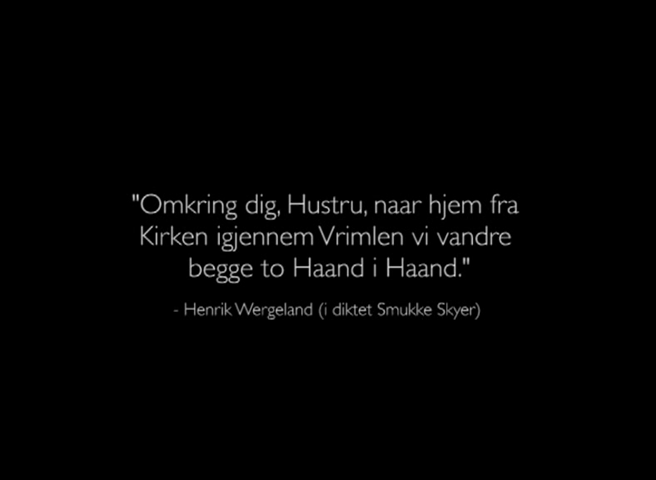 "Omkring dig, Hustru, naar hjem fra
Kirken igjennem Vrimlen vi vandre
begge to Haand i Haand."
- Henrik Wergeland (i diktet Smukke Skyer)